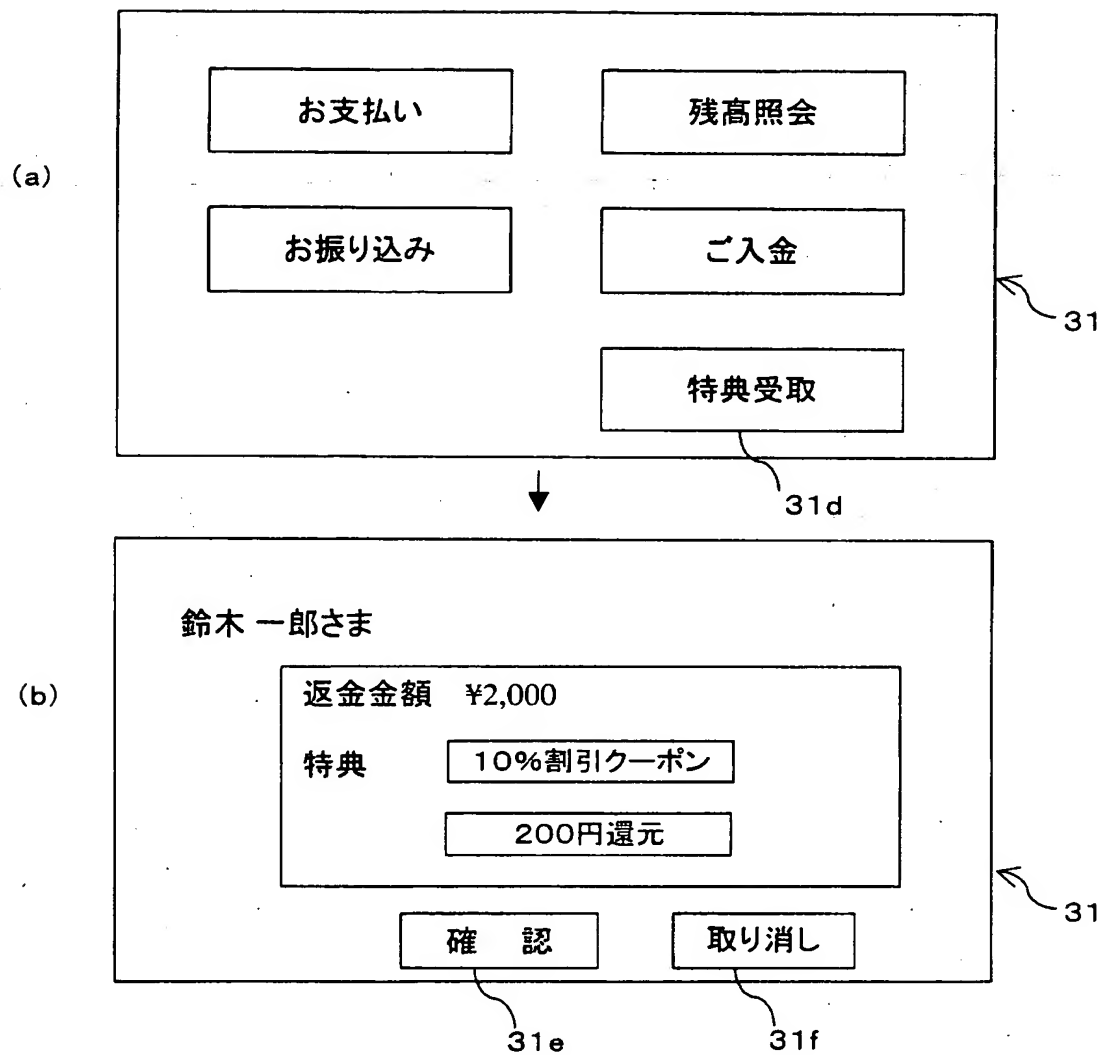 お支払い 残高照会
(a)
お振り込み ご入金
31
特典受取
31d
鈴木 一郎さま
(b)
返金金額 ¥2,000
特典 10%割引クーポン
200円還元
31
確 認 取り消し
31e 31f